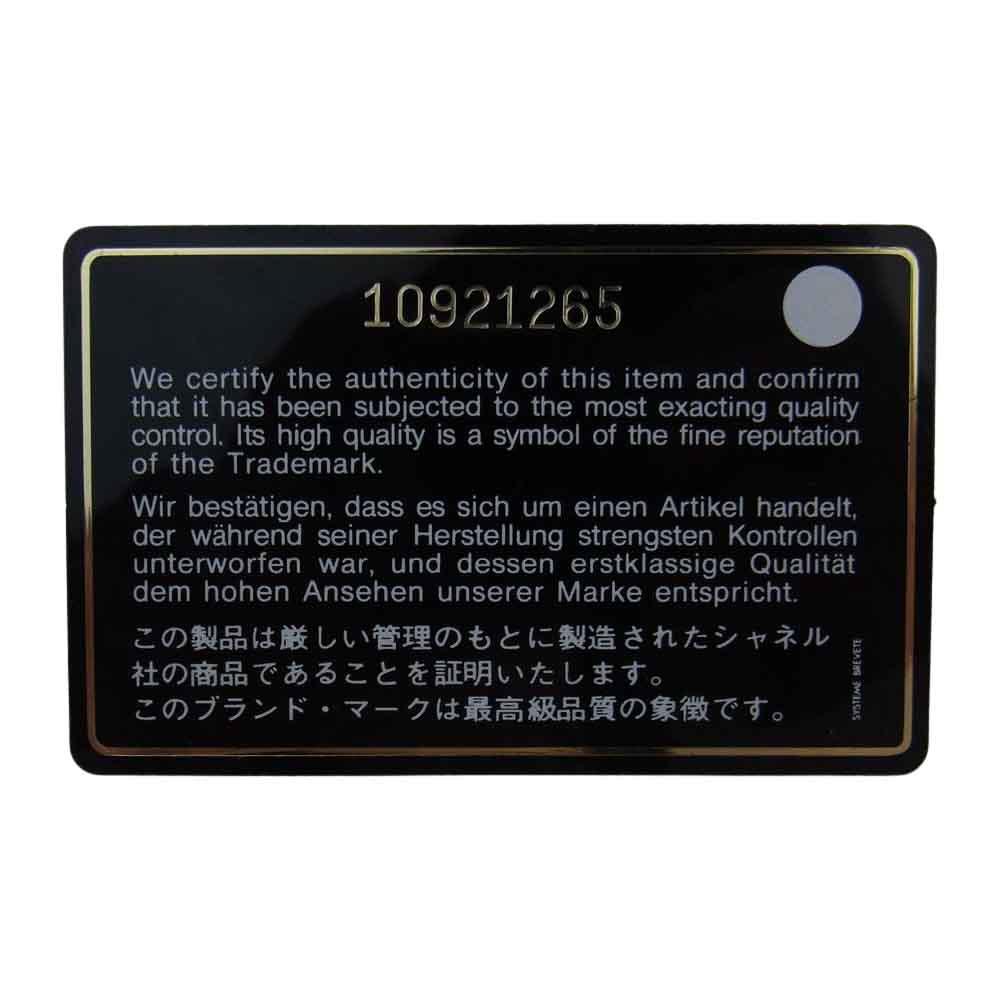 10921265
We certify the authenticity of this item and confirm
that it has been subjected to the most exacting quality
control. Its high quality is a symbol of the fine reputation
of the Trademark.
Wir bestätigen, dass es sich um einen Artikel handelt,
der während seiner Herstellung strengsten Kontrollen
unterworfen war, und dessen erstklassige Qualität
dem hohen Ansehen unserer Marke entspricht.
この製品は厳しい管理のもとに製造されたシャネル
社の商品であることを証明いたします。
このブランド・マークは最高級品質の象徴です。
SYSTEME BREVETE